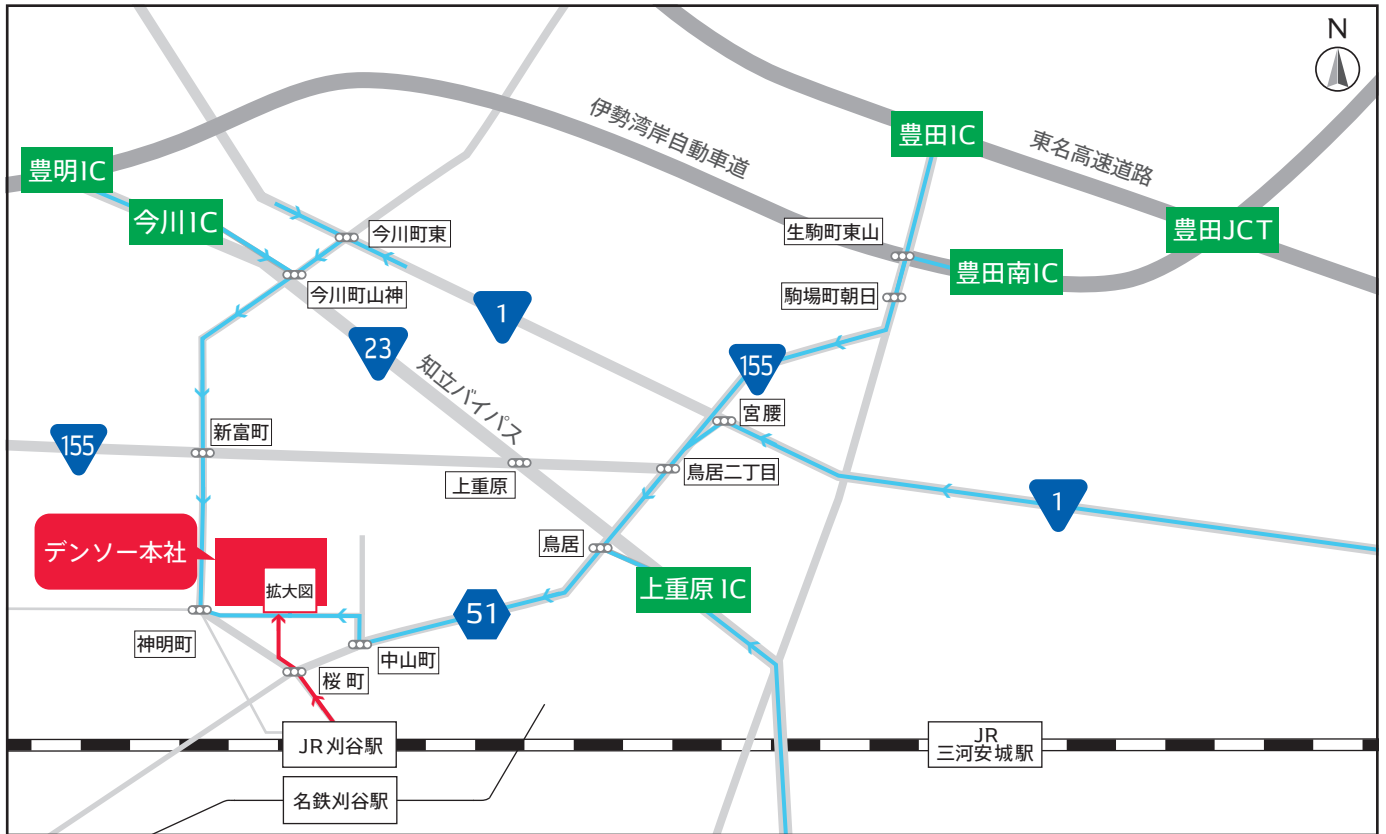 N
伊勢湾岸自動車道
豊田IC
東名高速道路
豊明IC
今川IC
今川町東
生駒町東山
豊田JCT
豊田南IC
今川町山神
駒場町朝日
1
23
知立バイパス
155
宮腰
新富町
155
上重原
鳥居二丁目
1
デンソー本社
鳥居
拡大図
上重原 IC
51
神明町
中山町
桜 町
JR刈谷駅
JR
三河安城駅
名鉄刈谷駅